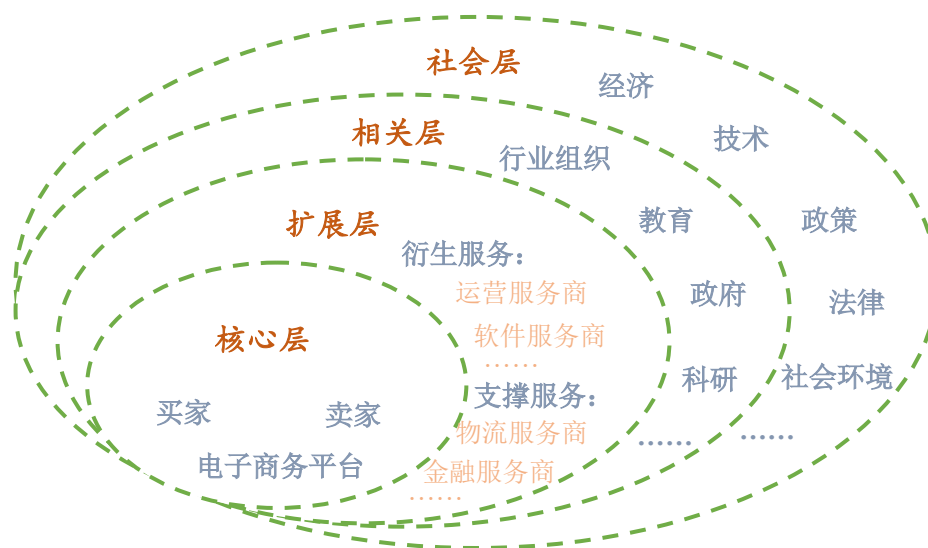 社会层
经济
相关层
技术
行业组织
扩展层
教育
政策
衍生服务：
运营服务商
政府
法律
软件服务商
核心层
……
科研
社会环境
支撑服务：
买家
卖家
物流服务商
……
……
电子商务平台
金融服务商
……